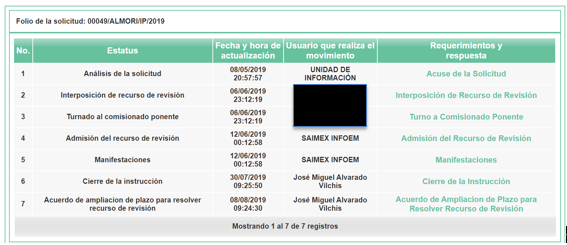 Folio de la solicitud: 00049/ALMORI/IP/2019
No. Estatus Fecha y hora de actualización Usuario que realiza el movimiento Requerimientos y respuesta
1 Análisis de la solicitud 08/05/2019 20:57:57 UNIDAD DE INFORMACIÓN Acuse de la Solicitud
2 Interposición de recurso de revisión 06/06/2019 23:12:19 Interposición de Recurso de Revisión
3 Turnado al comisionado ponente 06/06/2019 23:12:19 Turno a Comisionado Ponente
4 Admisión del recurso de revisión 12/06/2019 00:12:58 SAIMEX INFOEM Admisión del Recurso de Revisión
5 Manifestaciones 12/06/2019 00:12:58 SAIMEX INFOEM Manifestaciones
6 Cierre de la instrucción 30/07/2019 09:25:50 José Miguel Alvarado Vilchis Cierre de la Instrucción
7 Acuerdo de ampliacion de plazo para resolver recurso de revisión 08/08/2019 09:24:30 José Miguel Alvarado Vilchis Acuerdo de Ampliacion de Plazo para Resolver Recurso de Revisión
Mostrando 1 al 7 de 7 registros